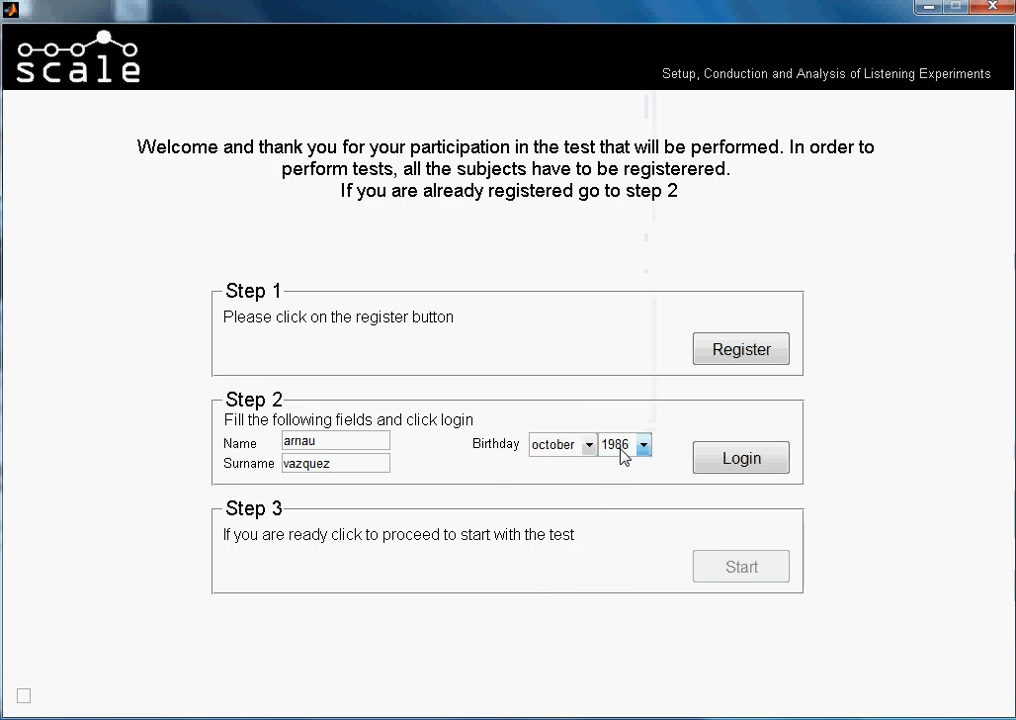 scale
Setup, Conduction and Analysis of Listening Experiments
Welcome and thank you for your participation in the test that will be performed. In order to
perform tests, all the subjects have to be registerered.
If you are already registered go to step 2
Step 1
Please click on the register button
Register
Step 2
Fill the following fields and click login
Name arnau Birthday october 1986
Surname vazquez
Login
Step 3
If you are ready click to proceed to start with the test
Start